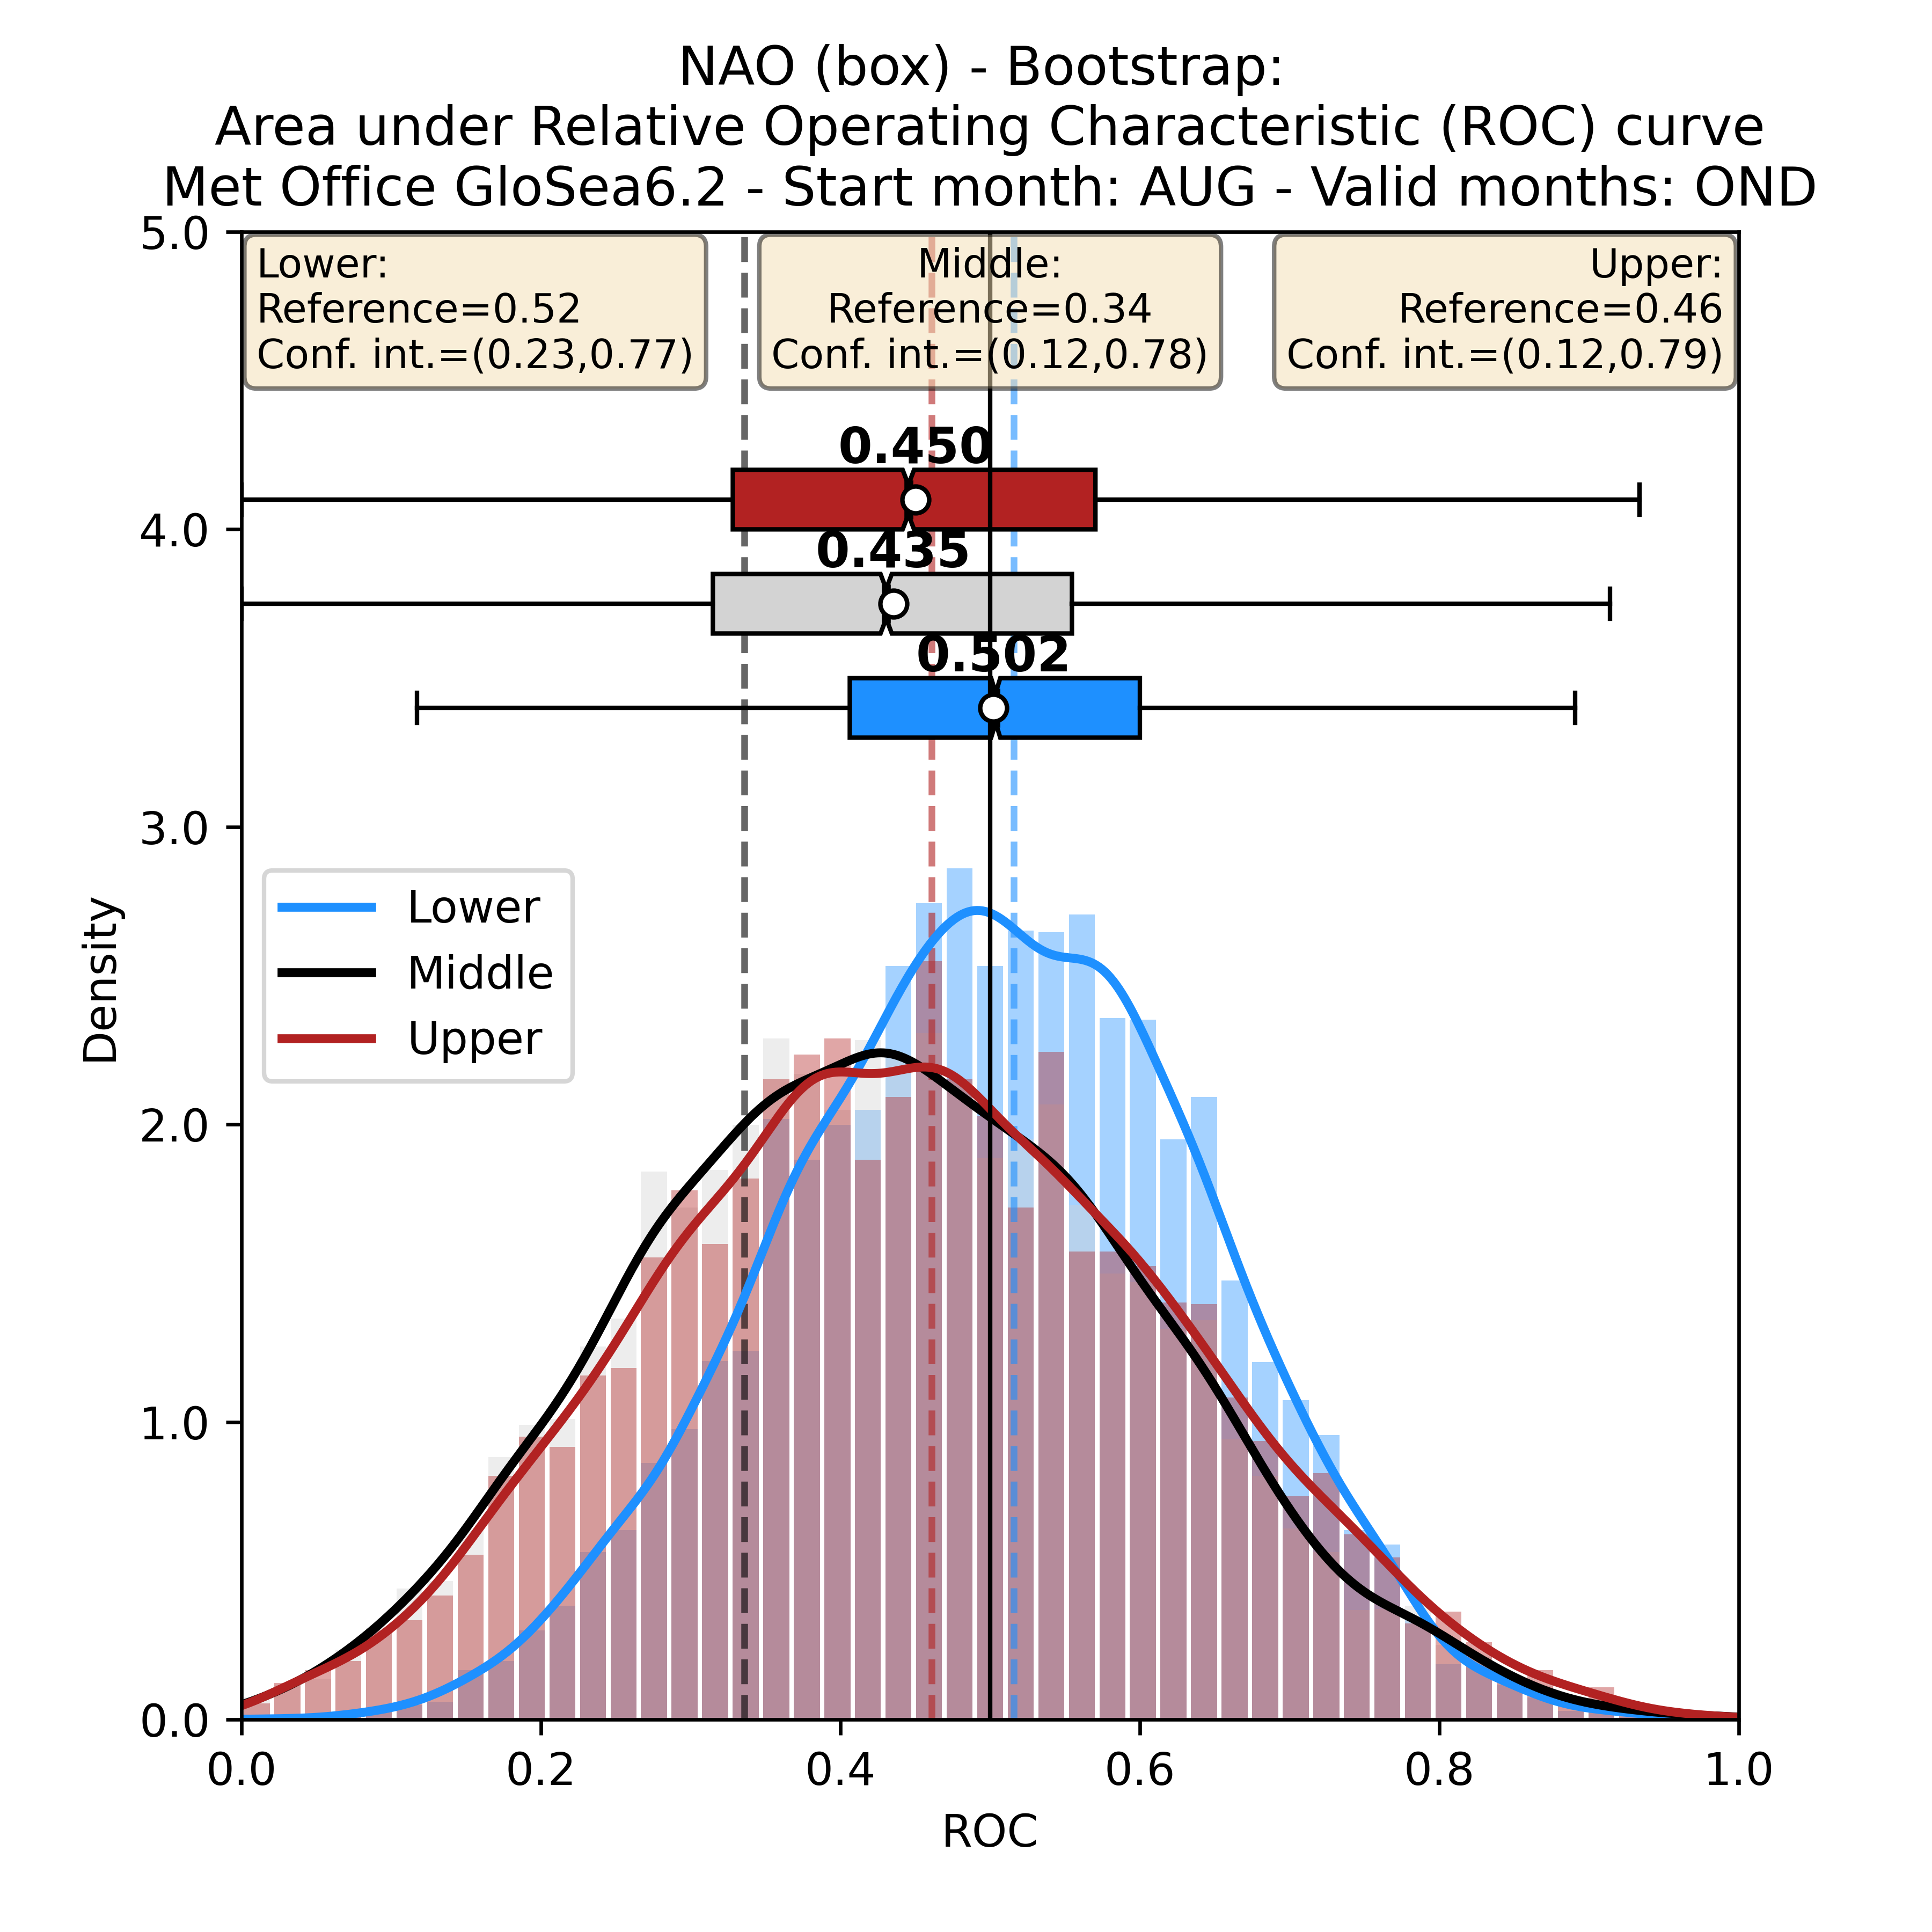 NAO (box) - Bootstrap:
Area under Relative Operating Characteristic (ROC) curve
Met Office GloSea6.2 - Start month: AUG - Valid months: OND
Lower:
Reference=0.52
Conf. int.=(0.23,0.77)
Middle:
Reference=0.34
Conf. int.=(0.12,0.78)
Upper:
Reference=0.46
Conf. int.=(0.12,0.79)
0.450
0.435
0.502
Lower
Middle
Upper
Density
5.0
4.0
3.0
2.0
1.0
0.0
0.0
0.2
0.4
0.6
0.8
1.0
ROC